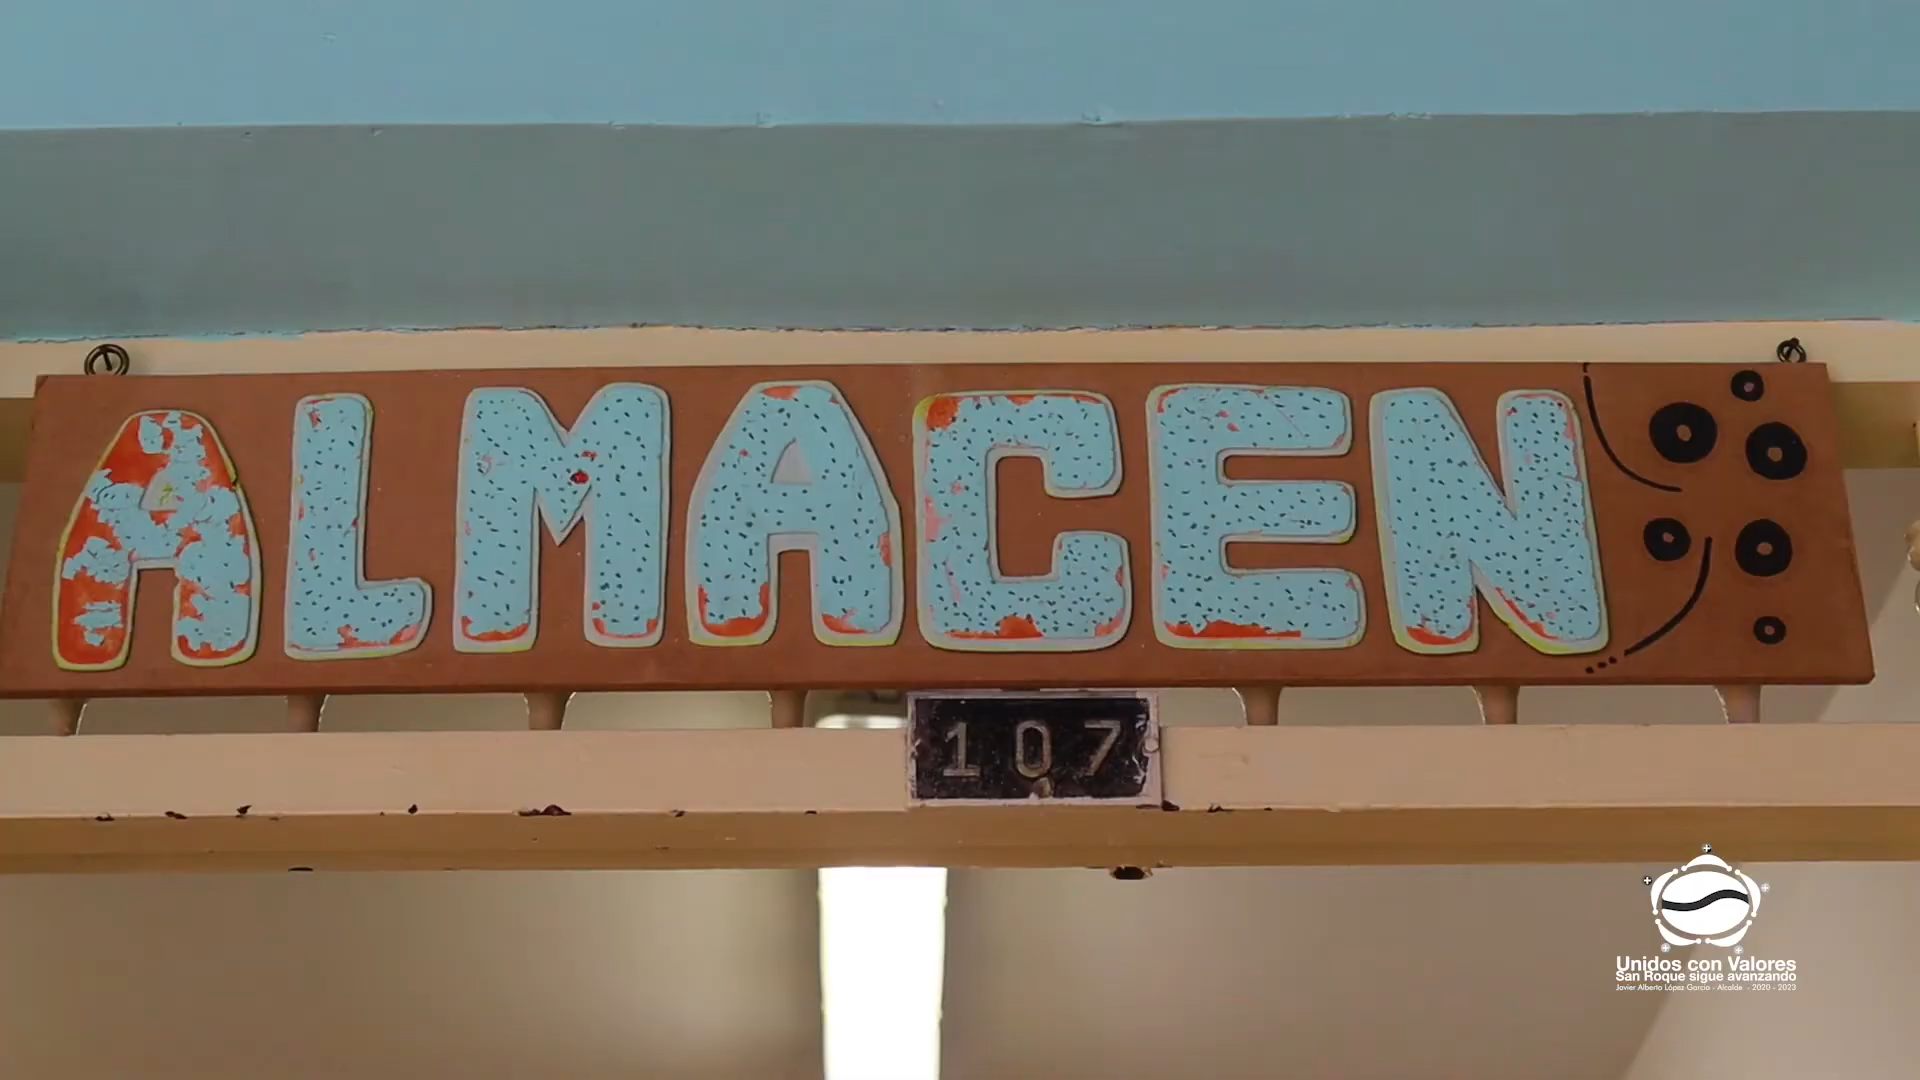 ALMACEN
107
Unidos con Valores
San Roque sigue avanzando
Javier Alberto López García - Alcalde - 2020 - 2023